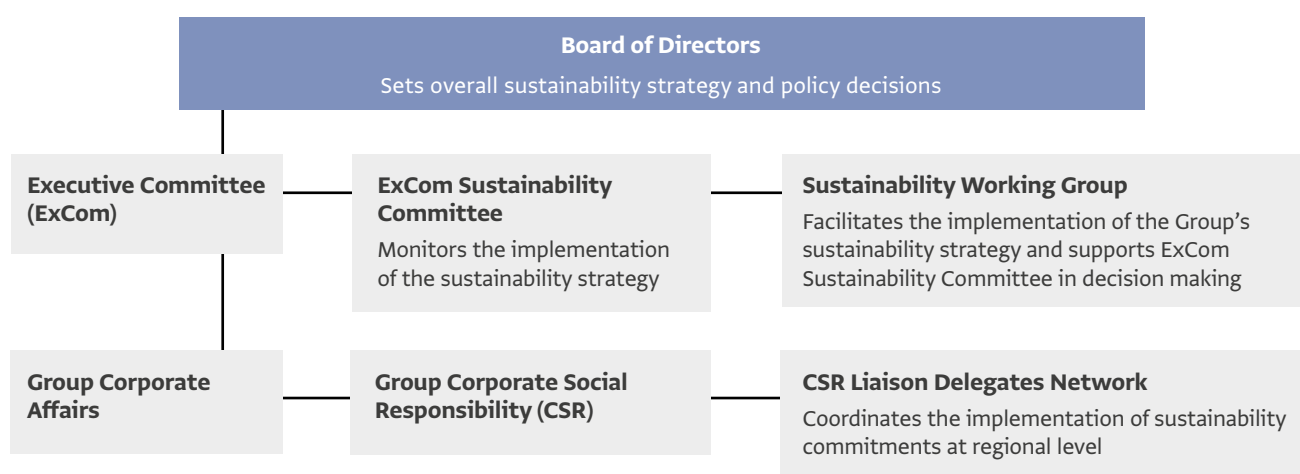 Board of Directors
Sets overall sustainability strategy and policy decisions
Executive Committee
(ExCom)
ExCom Sustainability
Committee
Monitors the implementation
of the sustainability strategy
Sustainability Working Group
Facilitates the implementation of the Group’s
sustainability strategy and supports ExCom
Sustainability Committee in decision making
Group Corporate
Affairs
Group Corporate Social
Responsibility (CSR)
CSR Liaison Delegates Network
Coordinates the implementation of sustainability
commitments at regional level